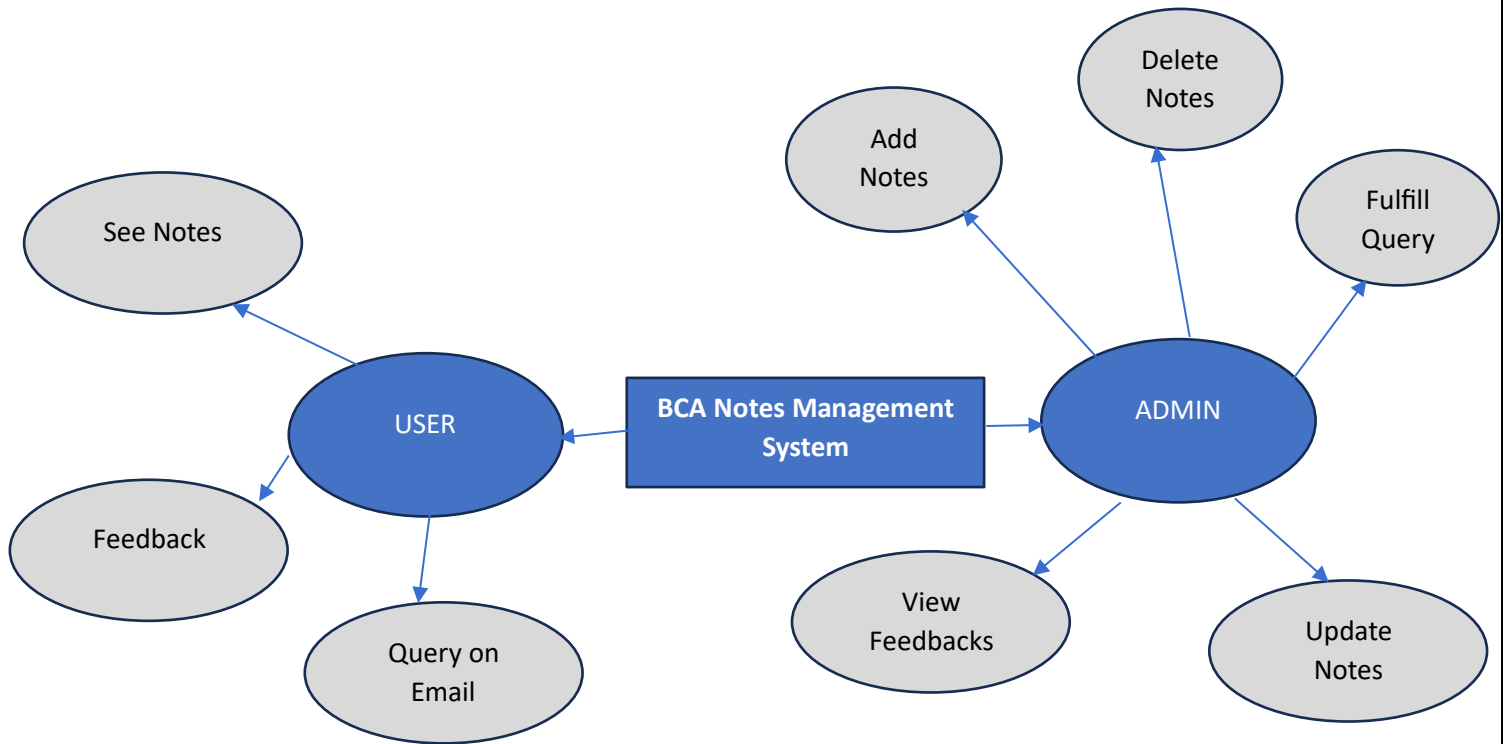 Delete
Notes
Add
Notes
Fulfill
Query
See Notes
BCA Notes Management
System
USER
ADMIN
Feedback
View
Feedbacks
Update
Notes
Query on
Email